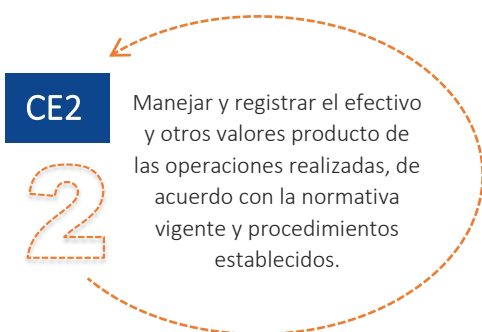 CE2
2
Manejar y registrar el efectivo
y otros valores producto de
las operaciones realizadas, de
acuerdo con la normativa
vigente y procedimientos
establecidos.